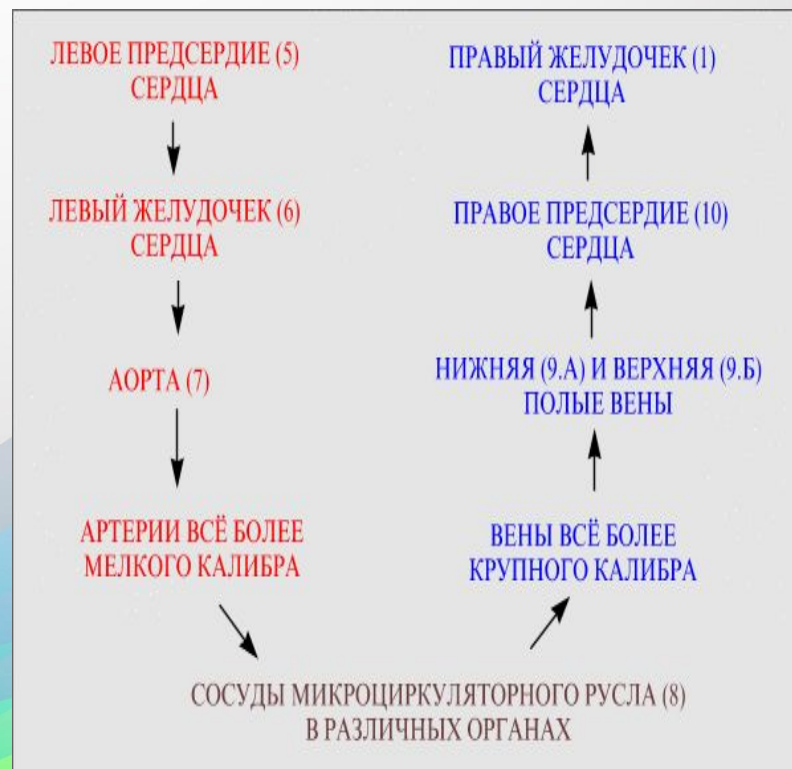 ЛЕВОЕ ПРЕДСЕРДИЕ (5)
СЕРДЦА
ЛЕВЫЙ ЖЕЛУДОЧЕК (6)
СЕРДЦА
АОРТА (7)
АРТЕРИИ ВСЁ БОЛЕЕ
МЕЛКОГО КАЛИБРА
СОСУДЫ МИКРОЦИРКУЛЯТОРНОГО РУСЛА (8)
В РАЗЛИЧНЫХ ОРГАНАХ
ВЕНЫ ВСЁ БОЛЕЕ
КРУПНОГО КАЛИБРА
НИЖНЯЯ (9.А) И ВЕРХНЯЯ (9.Б)
ПОЛЫЕ ВЕНЫ
ПРАВОЕ ПРЕДСЕРДИЕ (10)
СЕРДЦА
ПРАВЫЙ ЖЕЛУДОЧЕК (1)
СЕРДЦА